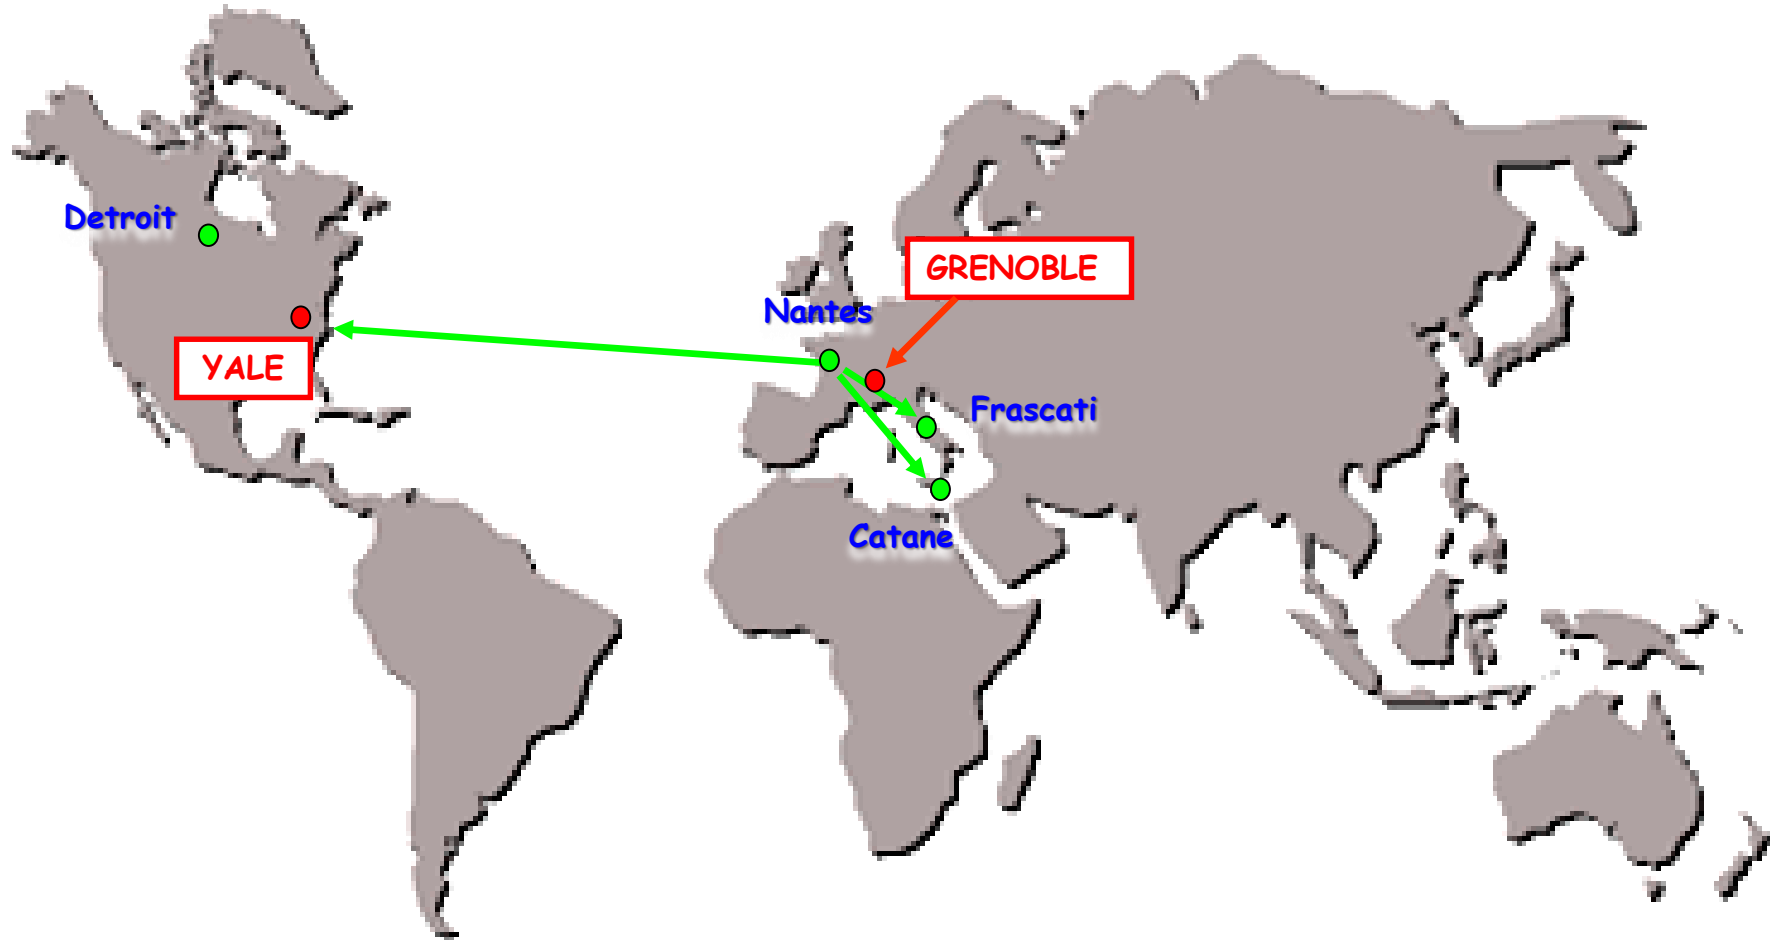 Detroit
GRENOBLE
Nantes
YALE
Frascati
Catane